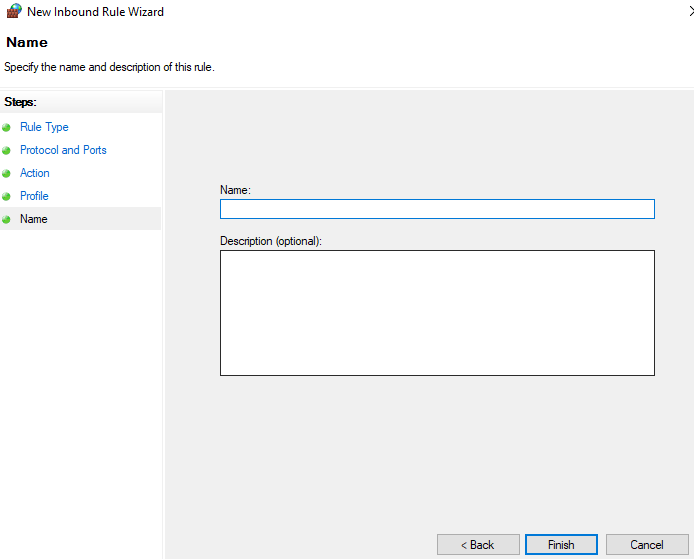 New Inbound Rule Wizard
Name
Specify the name and description of this rule.
Steps:
Rule Type
Protocol and Ports
Action
Profile
Name
Name:
Description (optional):
< Back
Finish
Cancel